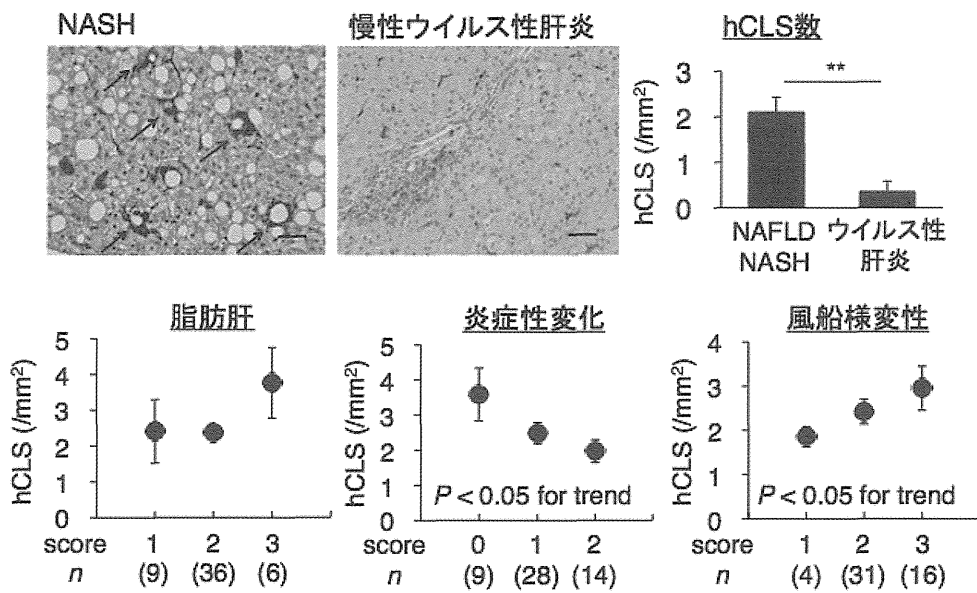 NASH
慢性ウイルス性肝炎
hCLS数
**
3
2
1
0
hCLS (/mm²)
NAFLD ウイルス性
NASH 肝炎
脂肪肝
5
4
3
2
1
0
hCLS (/mm²)
score 1 2 3
n (9) (36) (6)
炎症性変化
5
4
3
2
1
0
hCLS (/mm²)
P < 0.05 for trend
score 0 1 2
n (9) (28) (14)
風船様変性
4
3
2
1
0
hCLS (/mm²)
P < 0.05 for trend
score 1 2 3
n (4) (31) (16)